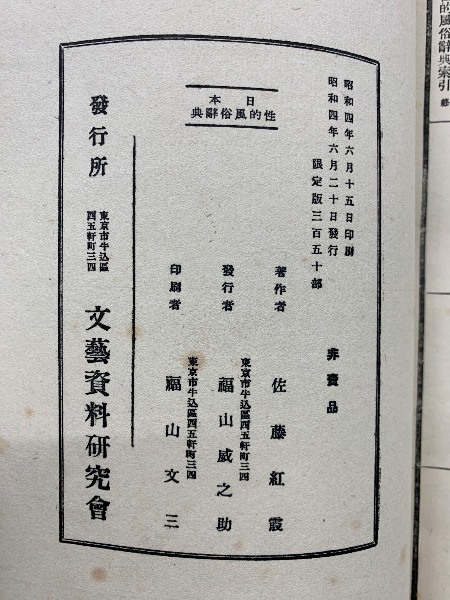 的風俗辭典索引
昭和四年六月十五日印刷
昭和四年六月二十日發行
限定版三百五十部
非賣品
日本
性的風俗辭典
著作者
佐藤紅霞
發行者
東京市牛込區西五軒町三四
福山威之助
印刷者
東京市牛込區西五軒町三四
福山文三
發行所
東京市牛込區
西五軒町三四
文藝資料研究會